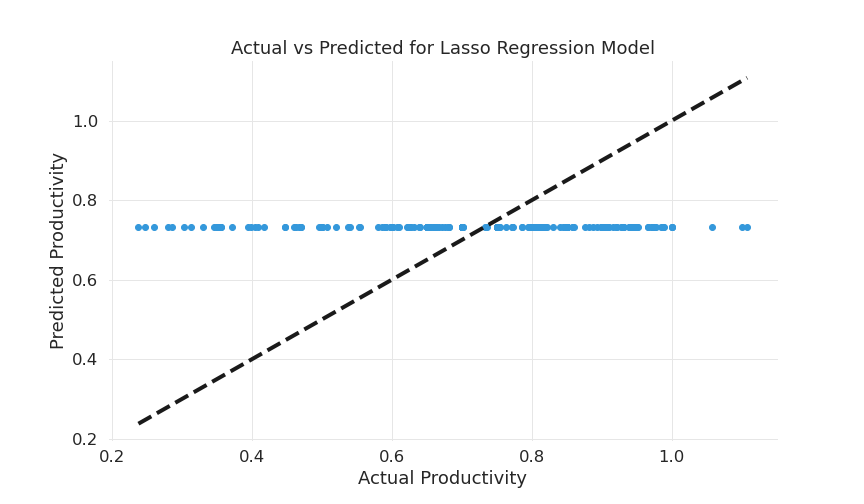 Actual vs Predicted for Lasso Regression Model
Predicted Productivity
1.0
0.8
0.6
0.4
0.2
0.2 0.4 0.6 0.8 1.0
Actual Productivity